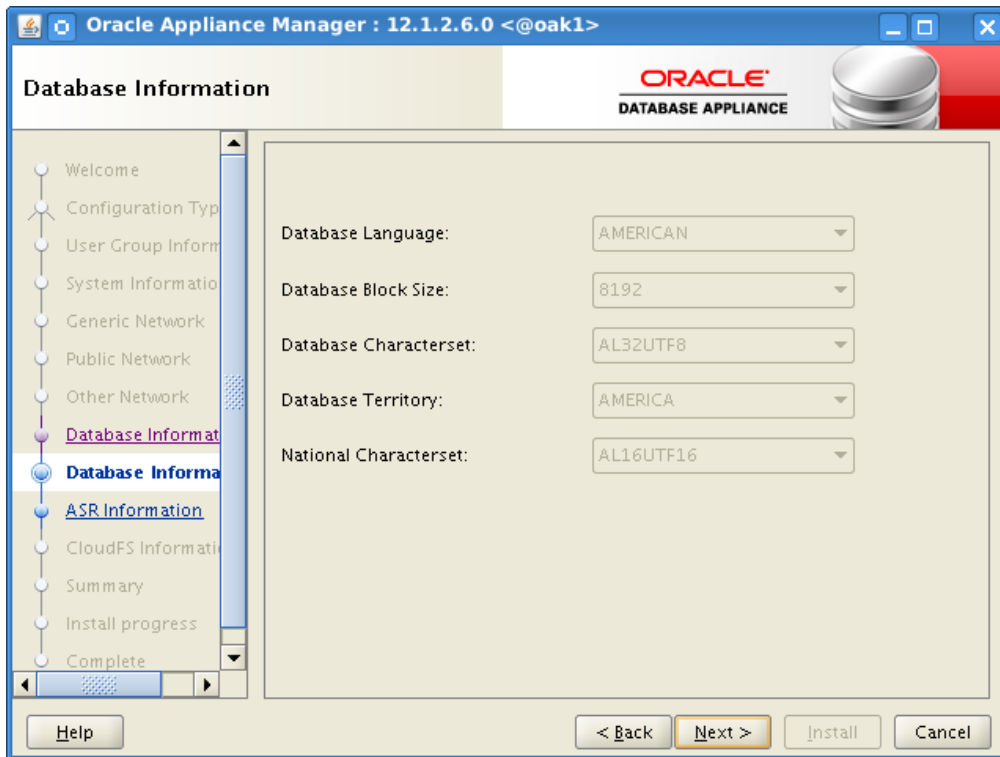 Oracle Appliance Manager : 12.1.2.6.0 <@oak1>
Database Information
ORACLE
DATABASE APPLIANCE
Welcome
Configuration Typ
User Group Inform
System Informatio
Generic Network
Public Network
Other Network
Database Informat
Database Informa
ASR Information
CloudFS Informati
Summary
Install progress
Complete
Database Language: AMERICAN
Database Block Size: 8192
Database Characterset: AL32UTF8
Database Territory: AMERICA
National Characterset: AL16UTF16
Help < Back Next > Install Cancel